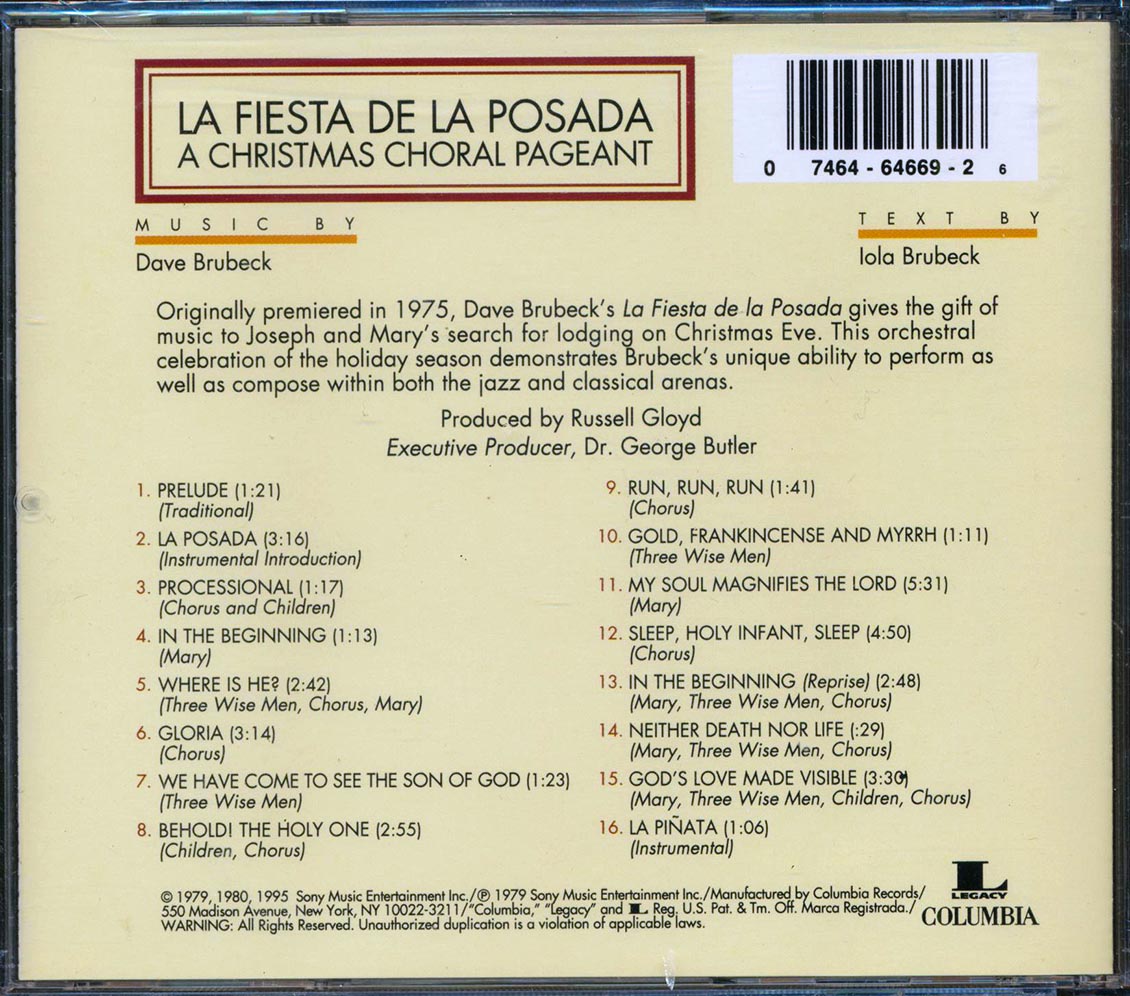 LA FIESTA DE LA POSADA
A CHRISTMAS CHORAL PAGEANT
0 7464 - 64669 - 2 6
MUSIC BY
Dave Brubeck
TEXT BY
Iola Brubeck
Originally premiered in 1975, Dave Brubeck's La Fiesta de la Posada gives the gift of
music to Joseph and Mary's search for lodging on Christmas Eve. This orchestral
celebration of the holiday season demonstrates Brubeck's unique ability to perform as
well as compose within both the jazz and classical arenas.
Produced by Russell Gloyd
Executive Producer, Dr. George Butler
1. PRELUDE (1:21)
(Traditional)
2. LA POSADA (3:16)
(Instrumental Introduction)
3. PROCESSIONAL (1:17)
(Chorus and Children)
4. IN THE BEGINNING (1:13)
(Mary)
5. WHERE IS HE? (2:42)
(Three Wise Men, Chorus, Mary)
6. GLORIA (3:14)
(Chorus)
7. WE HAVE COME TO SEE THE SON OF GOD (1:23)
(Three Wise Men)
8. BEHOLD! THE HOLY ONE (2:55)
(Children, Chorus)
9. RUN, RUN, RUN (1:41)
(Chorus)
10. GOLD, FRANKINCENSE AND MYRRH (1:11)
(Three Wise Men)
11. MY SOUL MAGNIFIES THE LORD (5:31)
(Mary)
12. SLEEP, HOLY INFANT, SLEEP (4:50)
(Chorus)
13. IN THE BEGINNING (Reprise) (2:48)
(Mary, Three Wise Men, Chorus)
14. NEITHER DEATH NOR LIFE (:29)
(Mary, Three Wise Men, Chorus)
15. GOD'S LOVE MADE VISIBLE (3:30)
(Mary, Three Wise Men, Children, Chorus)
16. LA PIÑATA (1:06)
(Instrumental)
© 1979, 1980, 1995 Sony Music Entertainment Inc./℗ 1979 Sony Music Entertainment Inc./Manufactured by Columbia Records/
550 Madison Avenue, New York, NY 10022-3211/"Columbia," "Legacy" and L Reg. U.S. Pat. & Tm. Off. Marca Registrada./
WARNING: All Rights Reserved. Unauthorized duplication is a violation of applicable laws.
L
LEGACY
COLUMBIA